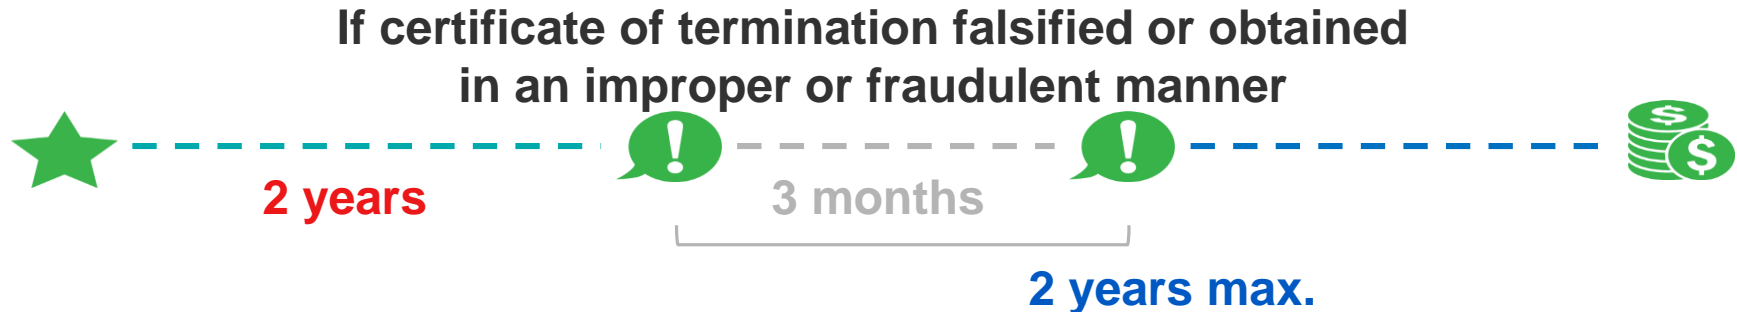 If certificate of termination falsified or obtained
in an improper or fraudulent manner
2 years
3 months
2 years max.